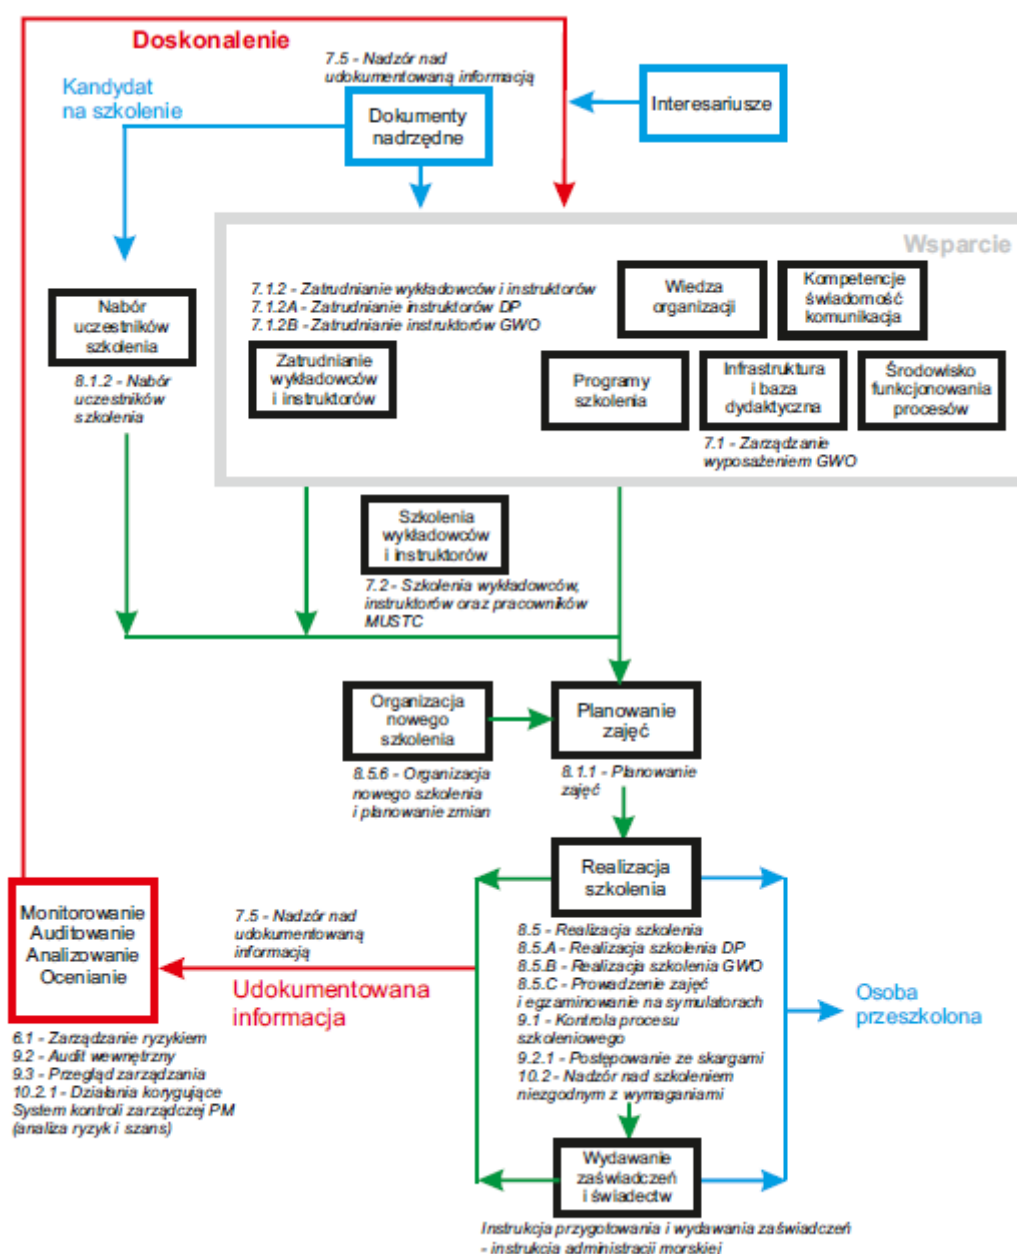 Doskonalenie
7.5 - Nadzór nad
udokumentowaną informacją
Kandydat
na szkolenie
Dokumenty
nadrzędne
Interesariusze
Wsparcie
7.1.2 - Zatrudnianie wykładowców i instruktorów
7.1.2A - Zatrudnianie instruktorów DP
7.1.2B - Zatrudnianie instruktorów GWO
Wiedza
organizacji
Kompetencje
świadomość
komunikacja
Nabór
uczestników
szkolenia
8.1.2 - Nabór
uczestników
szkolenia
Zatrudnianie
wykładowców
i instruktorów
Programy
szkolenia
Infrastruktura
i baza
dydaktyczna
Środowisko
funkcjonowania
procesów
7.1 - Zarządzanie
wyposażeniem GWO
Szkolenia
wykładowców
i instruktorów
7.2 - Szkolenia wykładowców,
instruktorów oraz pracowników
MUSTC
Organizacja
nowego
szkolenia
8.5.6 - Organizacja
nowego szkolenia
i planowanie zmian
Planowanie
zajęć
8.1.1 - Planowanie
zajęć
Realizacja
szkolenia
8.5 - Realizacja szkolenia
8.5.A - Realizacja szkolenia DP
8.5.B - Realizacja szkolenia GWO
8.5.C - Prowadzenie zajęć
i egzaminowanie na symulatorach
9.1 - Kontrola procesu
szkoleniowego
9.2.1 - Postępowanie ze skargami
10.2 - Nadzór nad szkoleniem
niezgodnym z wymaganiami
Monitorowanie
Auditowanie
Analizowanie
Ocenianie
7.5 - Nadzór nad
udokumentowaną
informacją
Udokumentowana
informacja
6.1 - Zarządzanie ryzykiem
9.2 - Audit wewnętrzny
9.3 - Przegląd zarządzania
10.2.1 - Działania korygujące
System kontroli zarządczej PM
(analiza ryzyk i szans)
Osoba
przeszkolona
Wydawanie
zaświadczeń
i świadectw
Instrukcja przygotowania i wydawania zaświadczeń
- instrukcja administracji morskiej